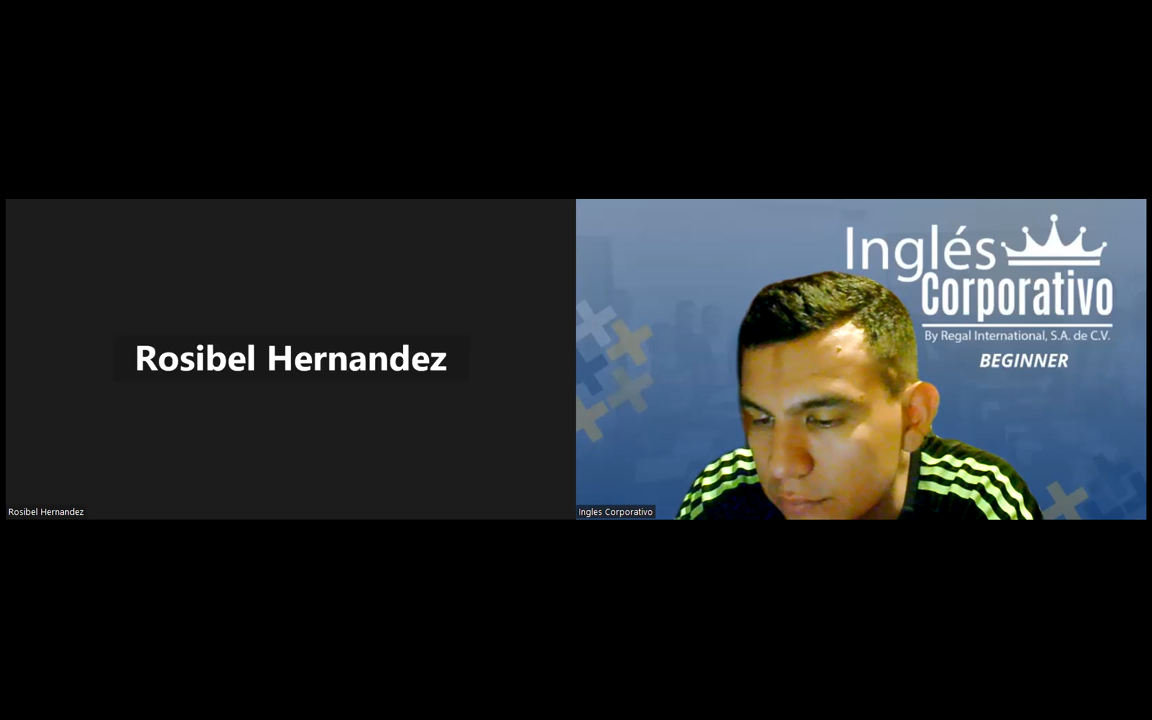 Rosibel Hernandez
Rosibel Hernandez
Inglés
Corporativo
By Regal International, S.A. de C.V.
BEGINNER
Ingles Corporativo